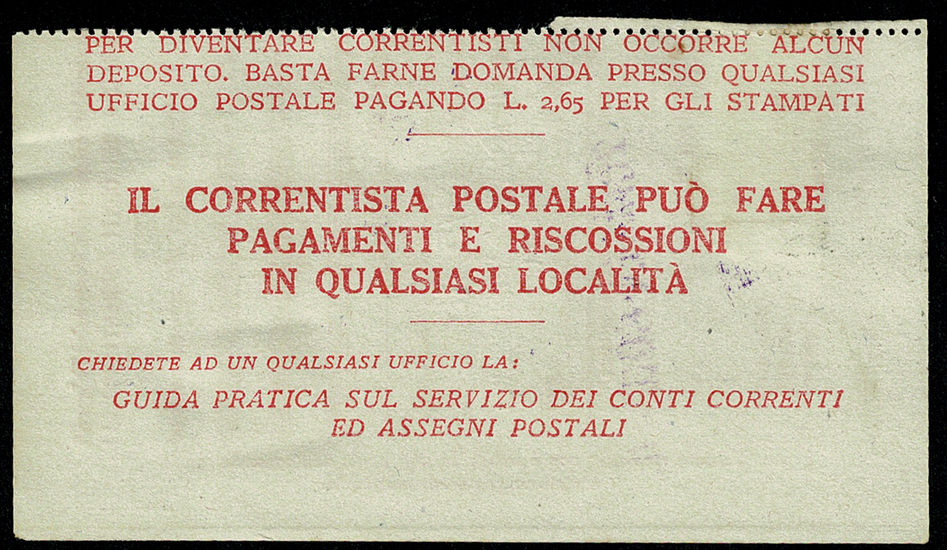 PER DIVENTARE CORRENTISTI NON OCCORRE ALCUN
DEPOSITO. BASTA FARNE DOMANDA PRESSO QUALSIASI
UFFICIO POSTALE PAGANDO L. 2,65 PER GLI STAMPATI
IL CORRENTISTA POSTALE PUÒ FARE
PAGAMENTI E RISCOSSIONI
IN QUALSIASI LOCALITÀ
CHIEDETE AD UN QUALSIASI UFFICIO LA:
GUIDA PRATICA SUL SERVIZIO DEI CONTI CORRENTI
ED ASSEGNI POSTALI